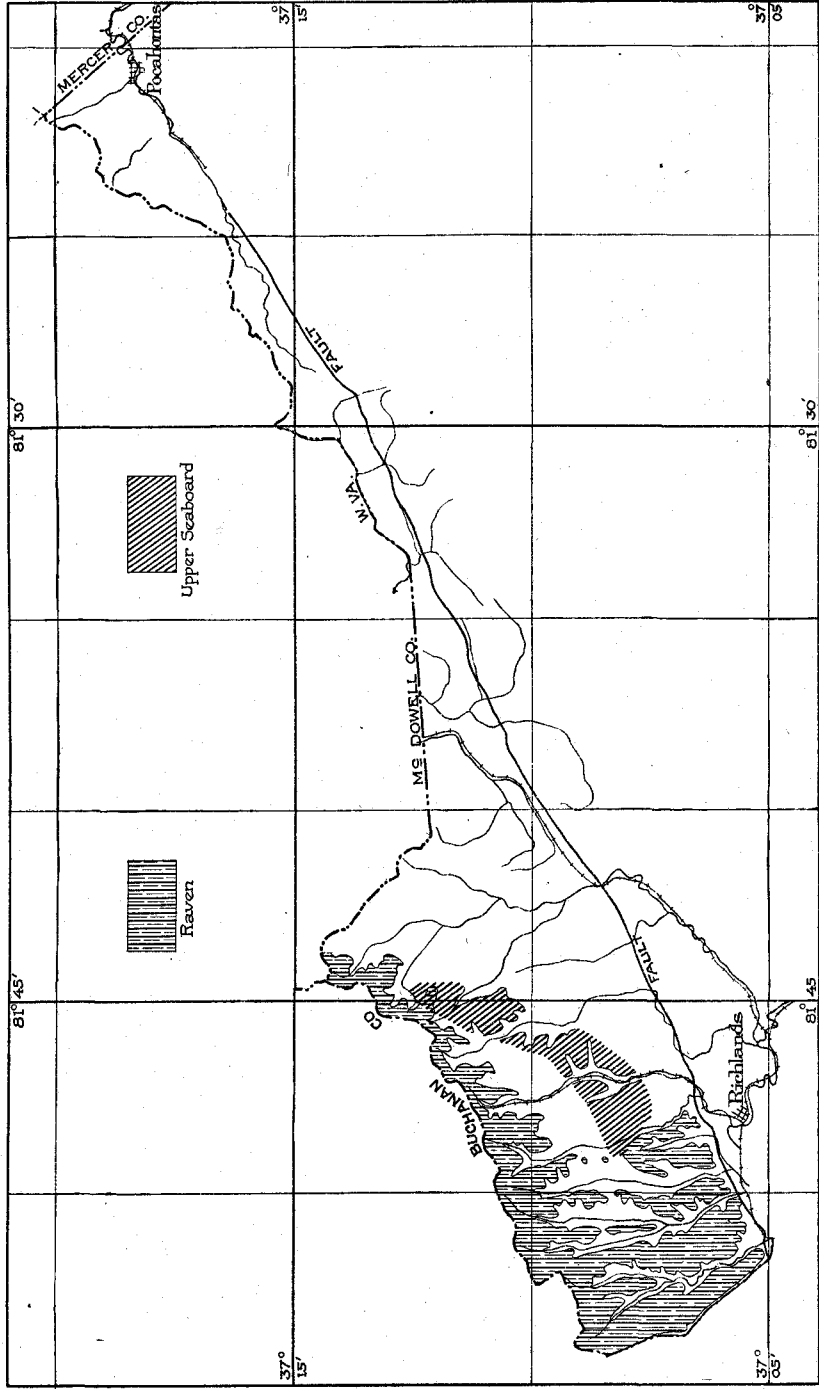 37°
15'
37°
05'
MERCER CO.
Pocahontas
FAULT
81° 30'
81° 30'
W. VA.
Upper Seaboard
Mc DOWELL CO.
Raven
81° 45'
81° 45'
BUCHANAN CO
FAULT
Richlands
37°
15'
37°
05'